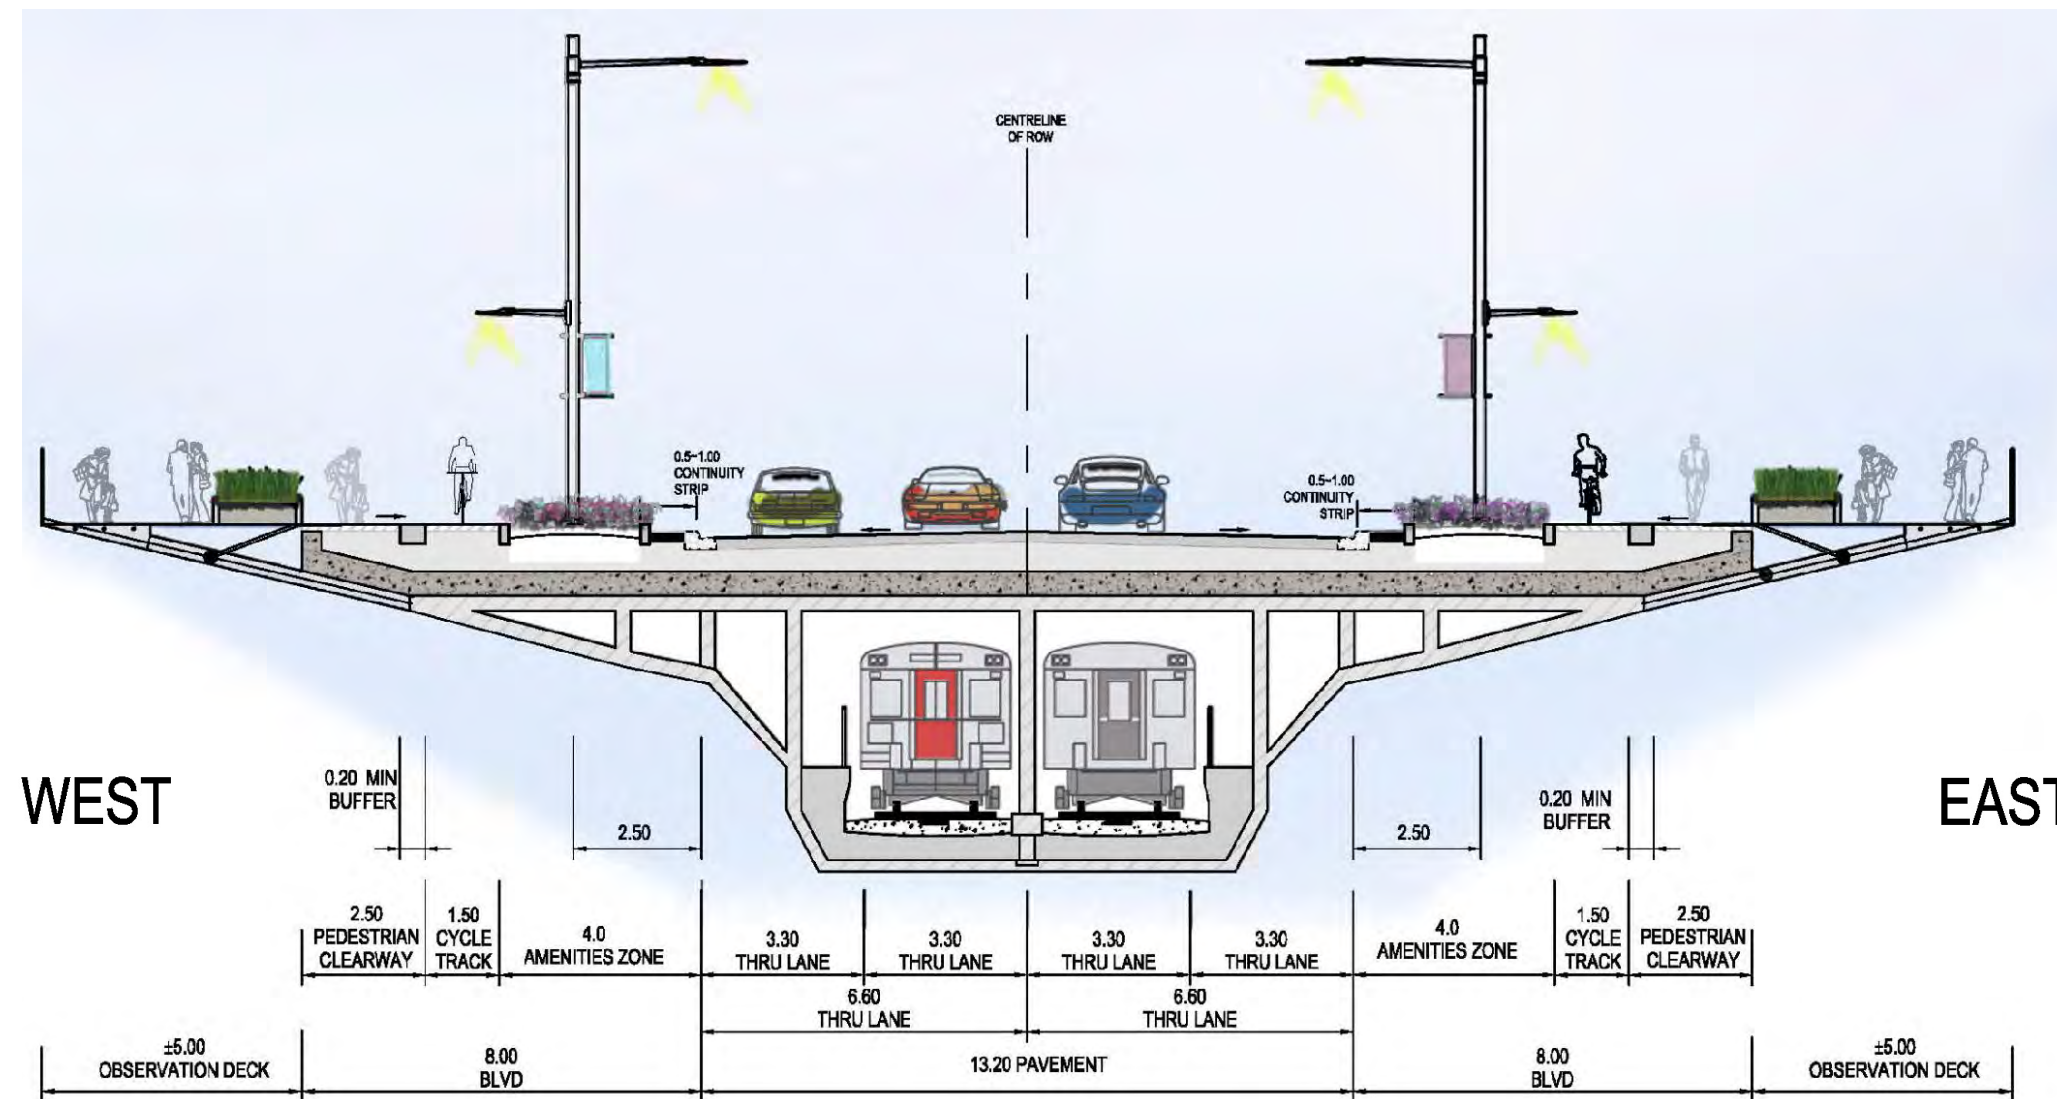 CENTRELINE
OF ROW
0.5~1.00
CONTINUITY
STRIP
0.5~1.00
CONTINUITY
STRIP
WEST
EAST
0.20 MIN
BUFFER
2.50
2.50
0.20 MIN
BUFFER
2.50
PEDESTRIAN
CLEARWAY
1.50
CYCLE
TRACK
4.0
AMENITIES ZONE
3.30
THRU LANE
3.30
THRU LANE
3.30
THRU LANE
3.30
THRU LANE
4.0
AMENITIES ZONE
1.50
CYCLE
TRACK
2.50
PEDESTRIAN
CLEARWAY
6.60
THRU LANE
6.60
THRU LANE
±5.00
OBSERVATION DECK
8.00
BLVD
13.20 PAVEMENT
8.00
BLVD
±5.00
OBSERVATION DECK